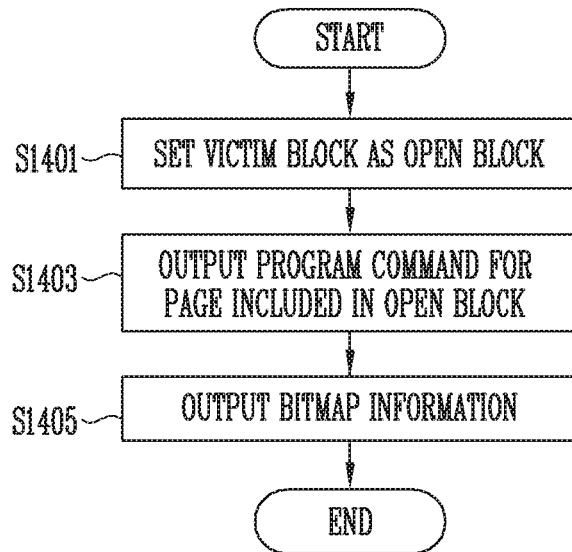 START
S1401
SET VICTIM BLOCK AS OPEN BLOCK
S1403
OUTPUT PROGRAM COMMAND FOR
PAGE INCLUDED IN OPEN BLOCK
S1405
OUTPUT BITMAP INFORMATION
END